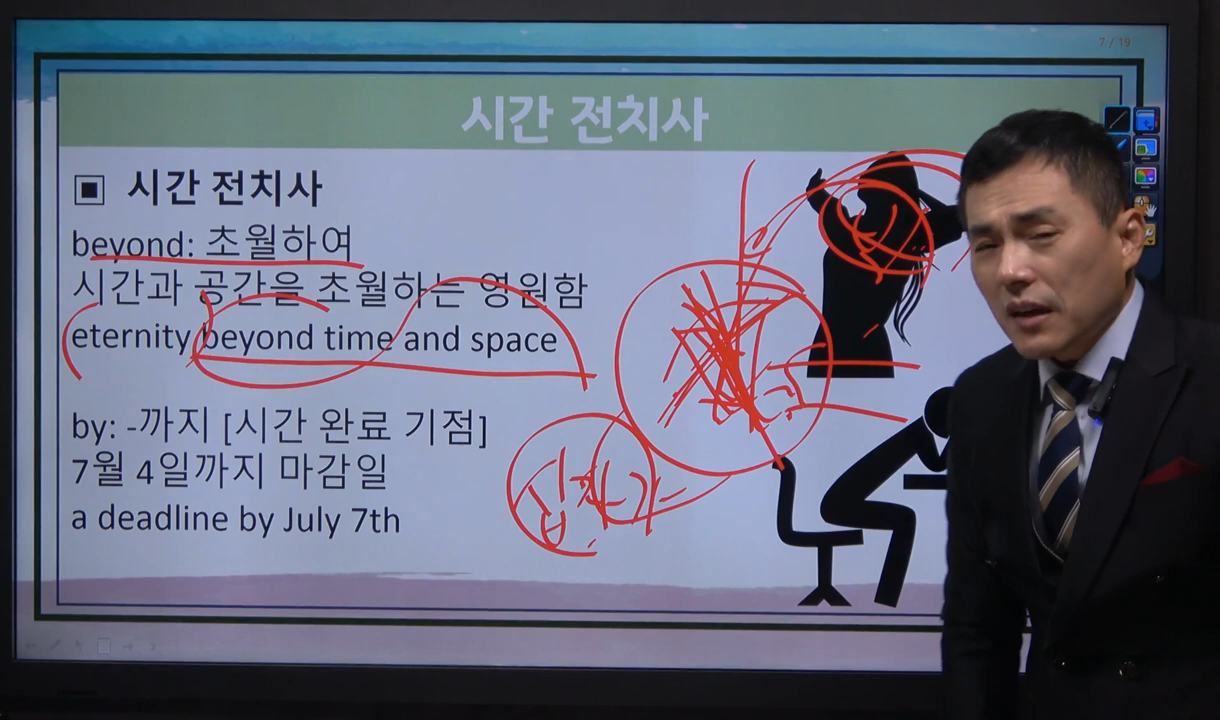 7 / 19
시간 전치사
시간 전치사
beyond: 초월하여
시간과 공간을 초월하는 영원함
eternity beyond time and space
by: -까지 [시간 완료 기점]
7월 4일까지 마감일
a deadline by July 7th